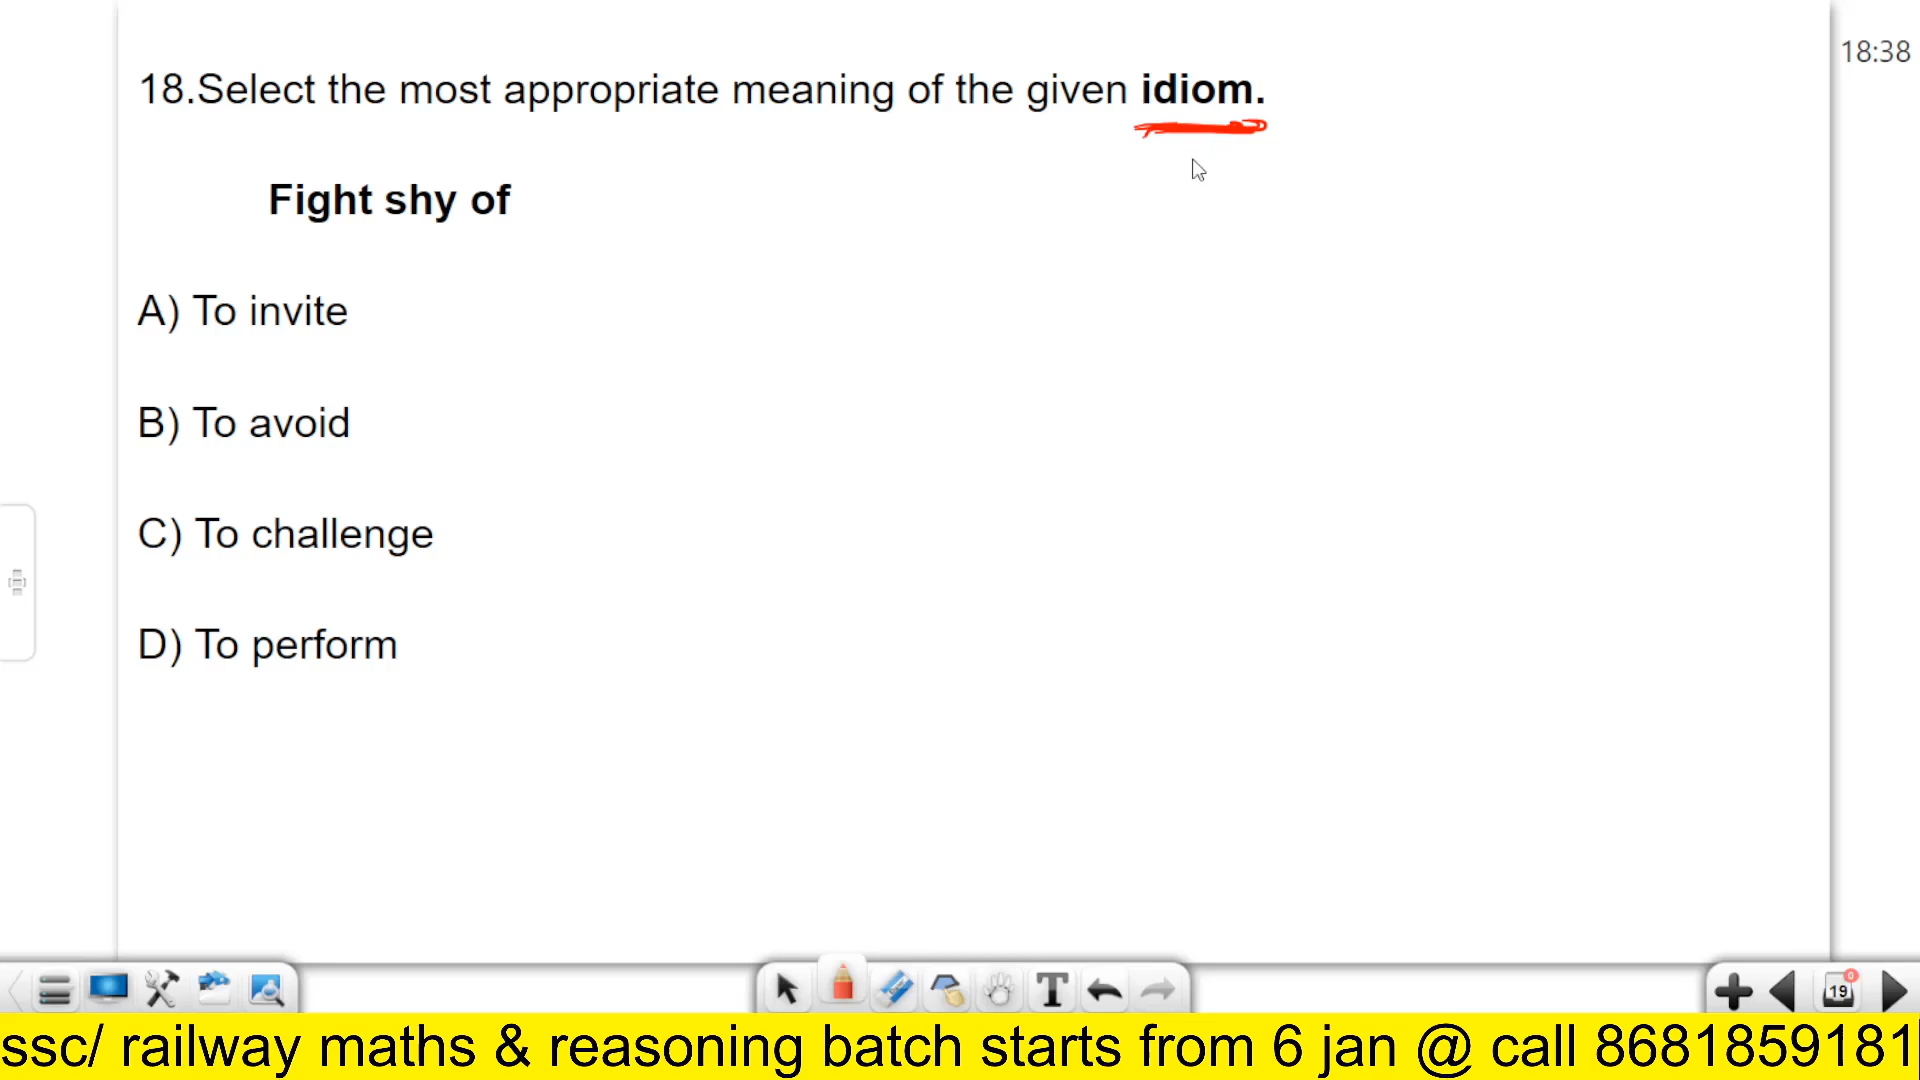 18:38
18.Select the most appropriate meaning of the given idiom.
Fight shy of
A) To invite
B) To avoid
C) To challenge
D) To perform
T
0
19
ssc/ railway maths & reasoning batch starts from 6 jan @ call 8681859181